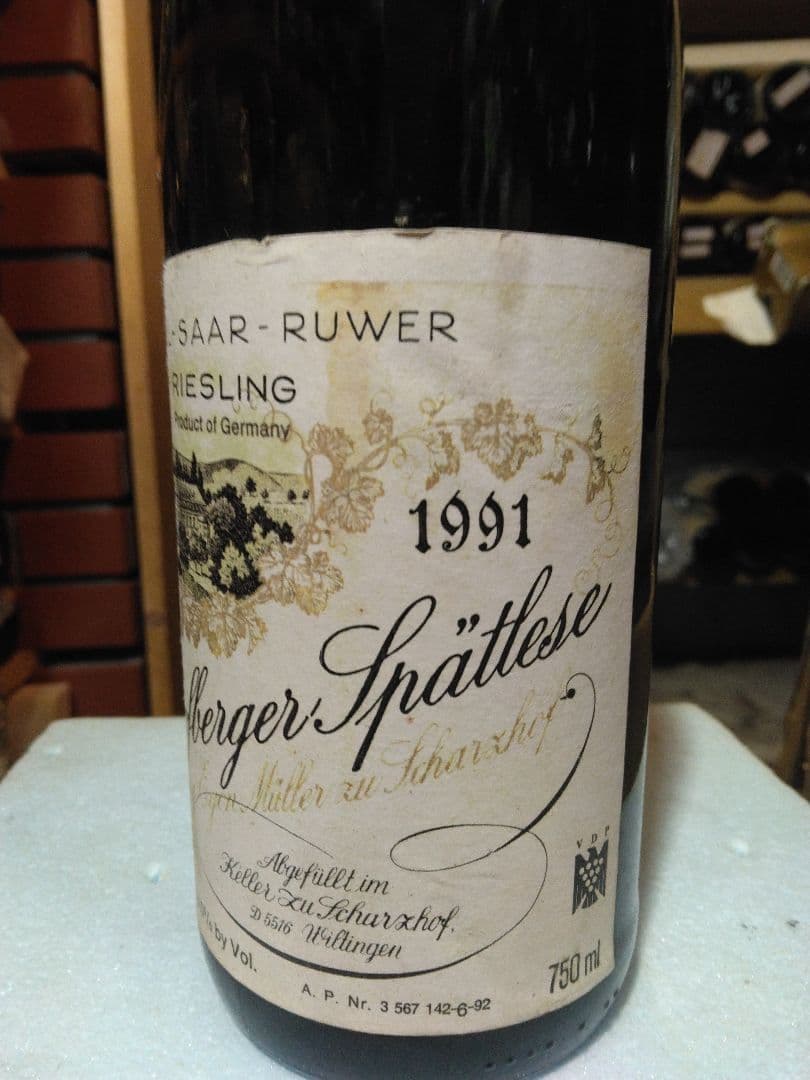 -SAAR-RUWER
RIESLING
Product of Germany
1991
berger Spätlese
Müller zu Scharzhof
Abgefüllt im
Keller zu Scharzhof.
D 5516 Wiltingen
VDP
by Vol.
750 ml
A. P. Nr. 3 567 142-6-92